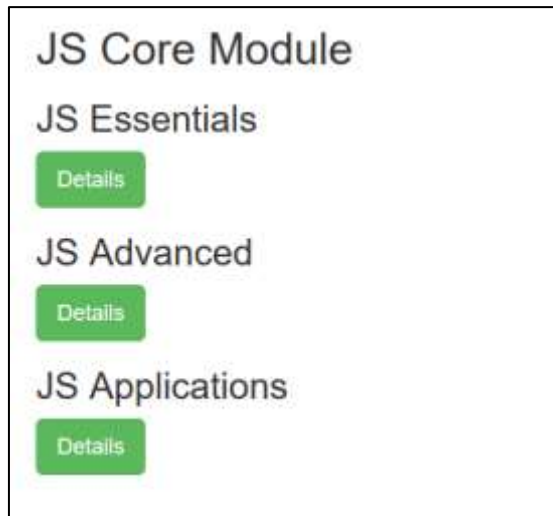 JS Core Module
JS Essentials
Details
JS Advanced
Details
JS Applications
Details